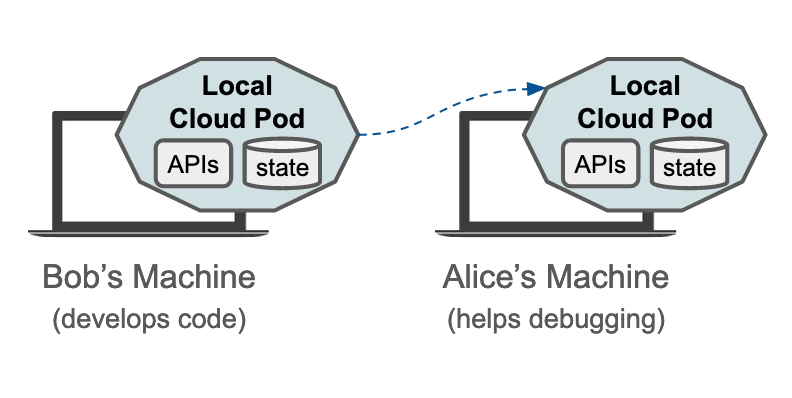 Local
Cloud Pod
APIs
state
Bob’s Machine
(develops code)
Local
Cloud Pod
APIs
state
Alice’s Machine
(helps debugging)